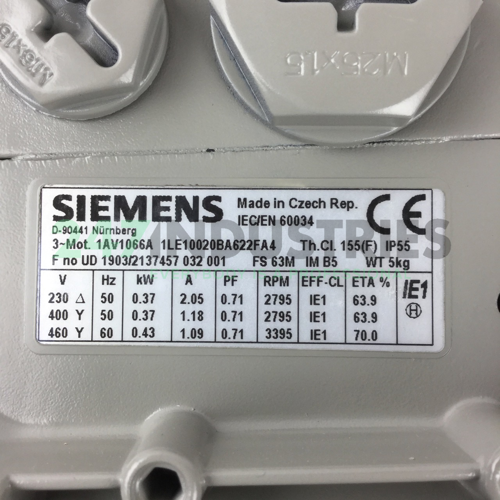 M16x1.5
M25x1.5
SIEMENS
D-90441 Nürnberg
Made in Czech Rep.
IEC/EN 60034
CE
3~Mot. 1AV1066A 1LE10020BA622FA4 Th.Cl. 155(F) IP55
F no UD 1903/2137457 032 001 FS 63M IM B5 WT 5kg
V Hz kW A PF RPM EFF-CL ETA % IE1
230 Δ 50 0.37 2.05 0.71 2795 IE1 63.9
400 Y 50 0.37 1.18 0.71 2795 IE1 63.9
460 Y 60 0.43 1.09 0.71 3395 IE1 70.0
H
INDUSTRIES